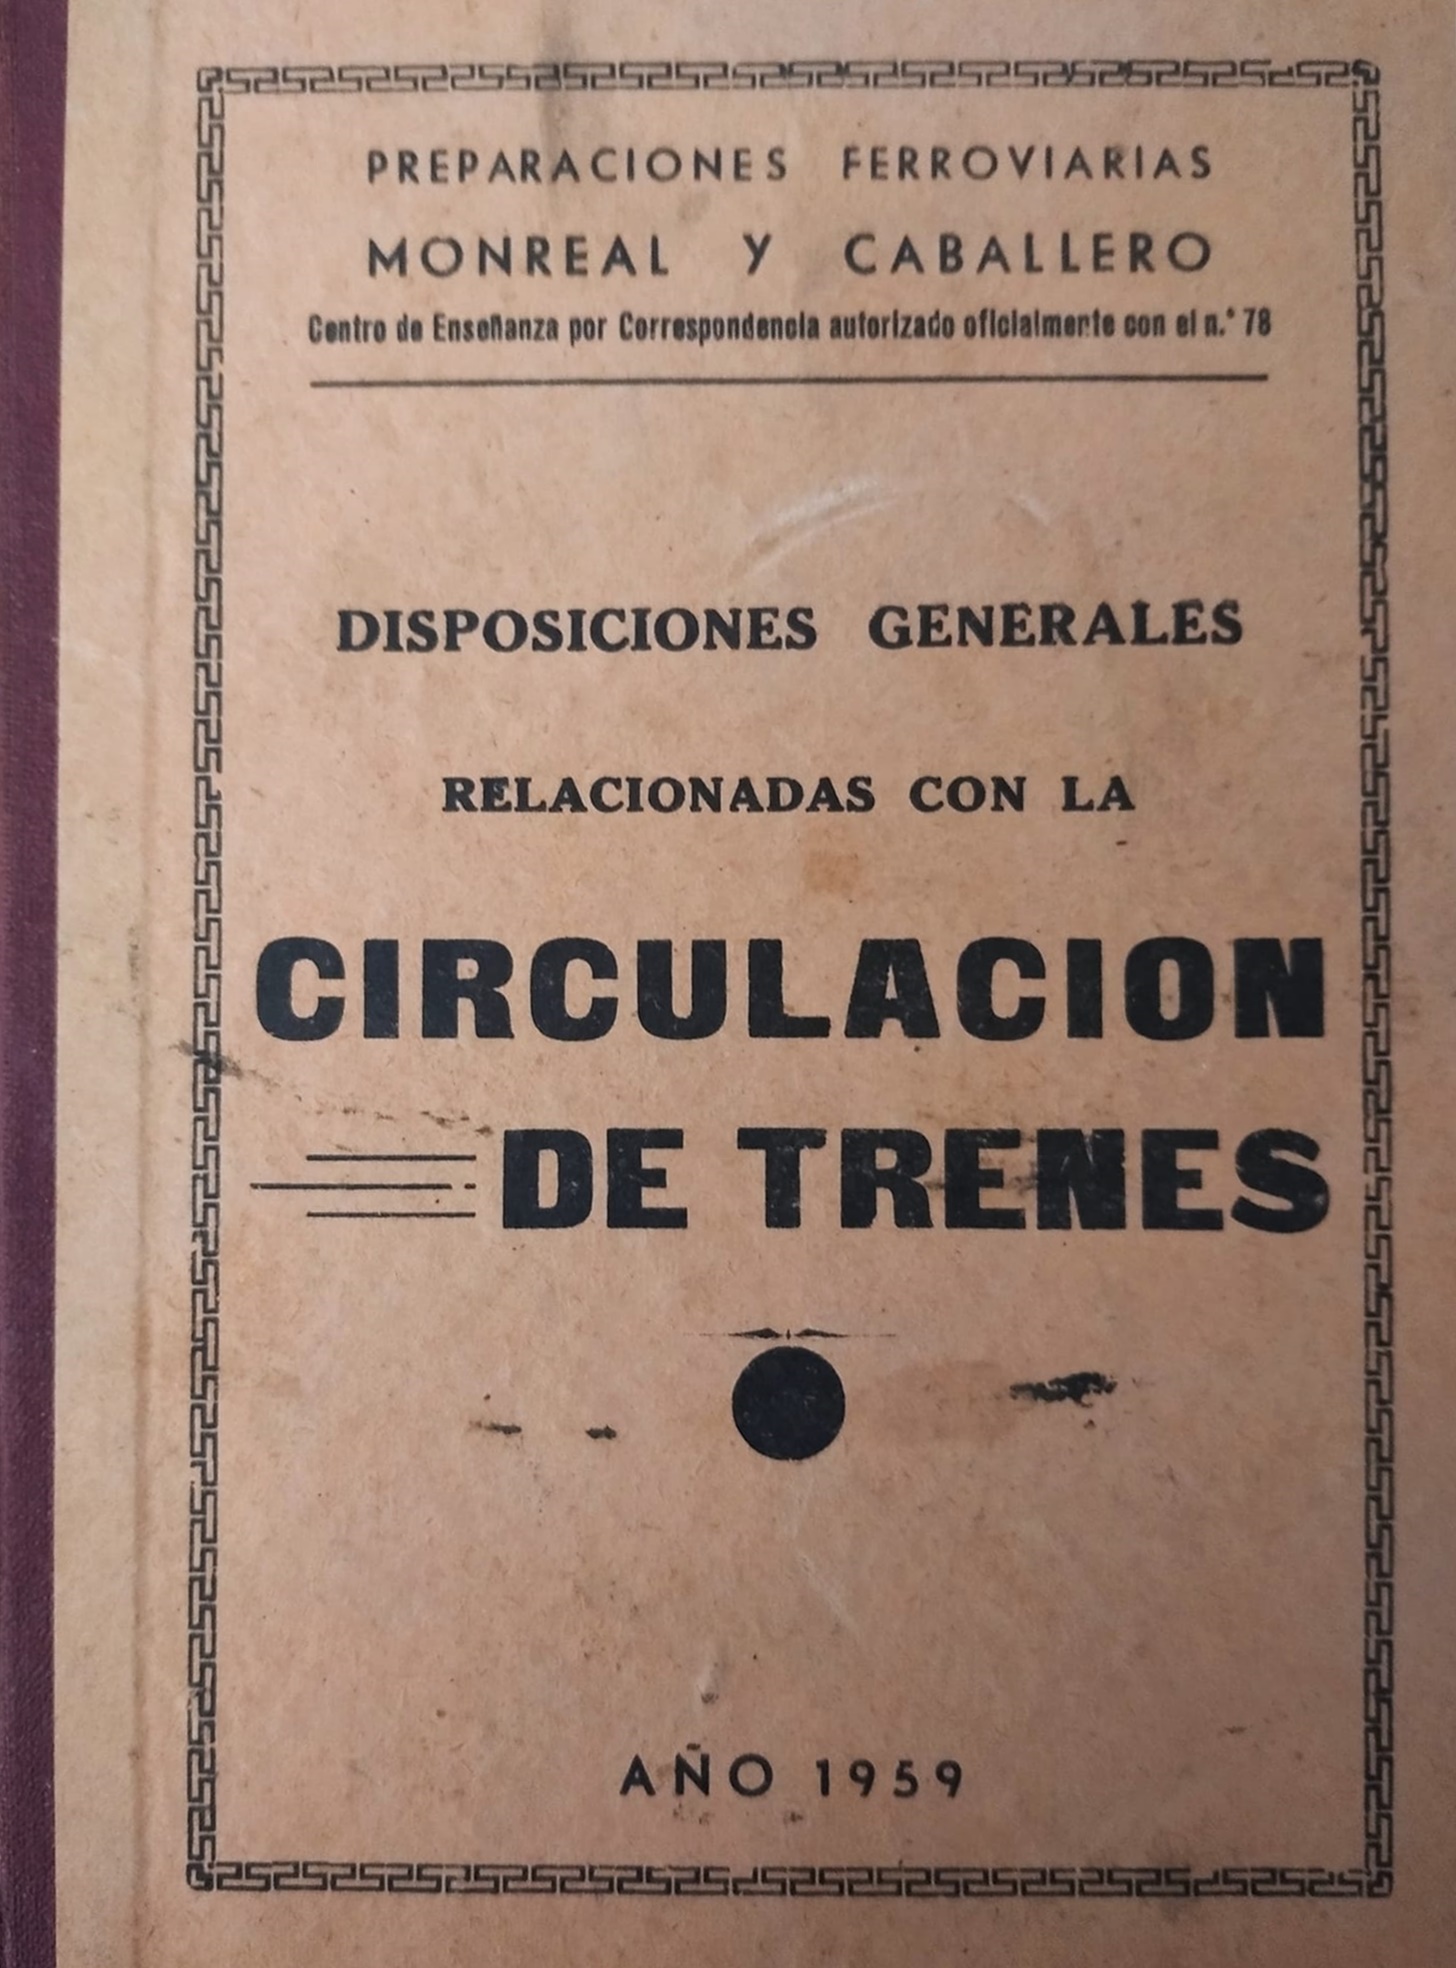 PREPARACIONES FERROVIARIAS
MONREAL Y CABALLERO
Centro de Enseñanza por Correspondencia autorizado oficialmente con el n.° 78
DISPOSICIONES GENERALES
RELACIONADAS CON LA
CIRCULACION
DE TRENES
AÑO 1959